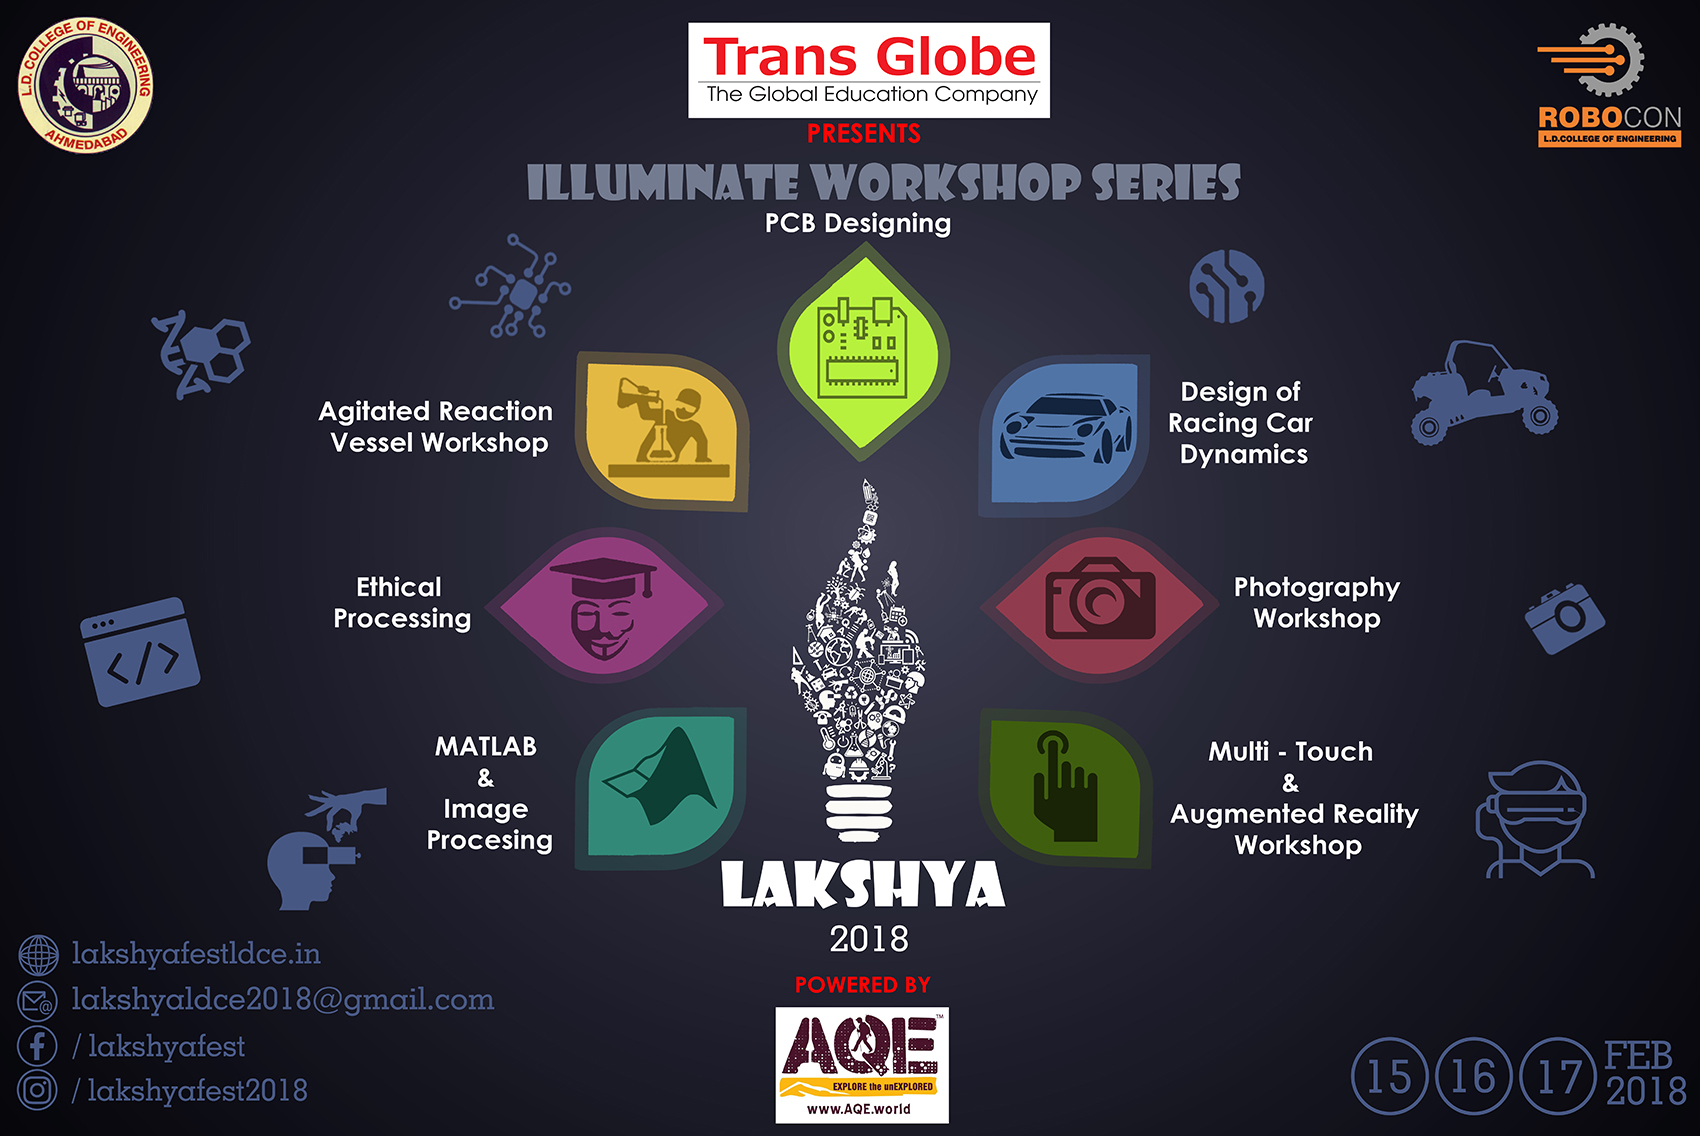 L.D. COLLEGE OF ENGINEERING
AHMEDABAD
Trans Globe
The Global Education Company
PRESENTS
ROBOCON
L.D.COLLEGE OF ENGINEERING
ILLUMINATE WORKSHOP SERIES
PCB Designing
Agitated Reaction
Vessel Workshop
Design of
Racing Car
Dynamics
Ethical
Processing
Photography
Workshop
</>
MATLAB
&
Image
Procesing
Multi - Touch
&
Augmented Reality
Workshop
LAKSHYA
2018
POWERED BY
AQE™
EXPLORE the unEXPLORED
www.AQE.world
lakshyafestldce.in
lakshyaldce2018@gmail.com
/ lakshyafest
/ lakshyafest2018
15 16 17 FEB
2018